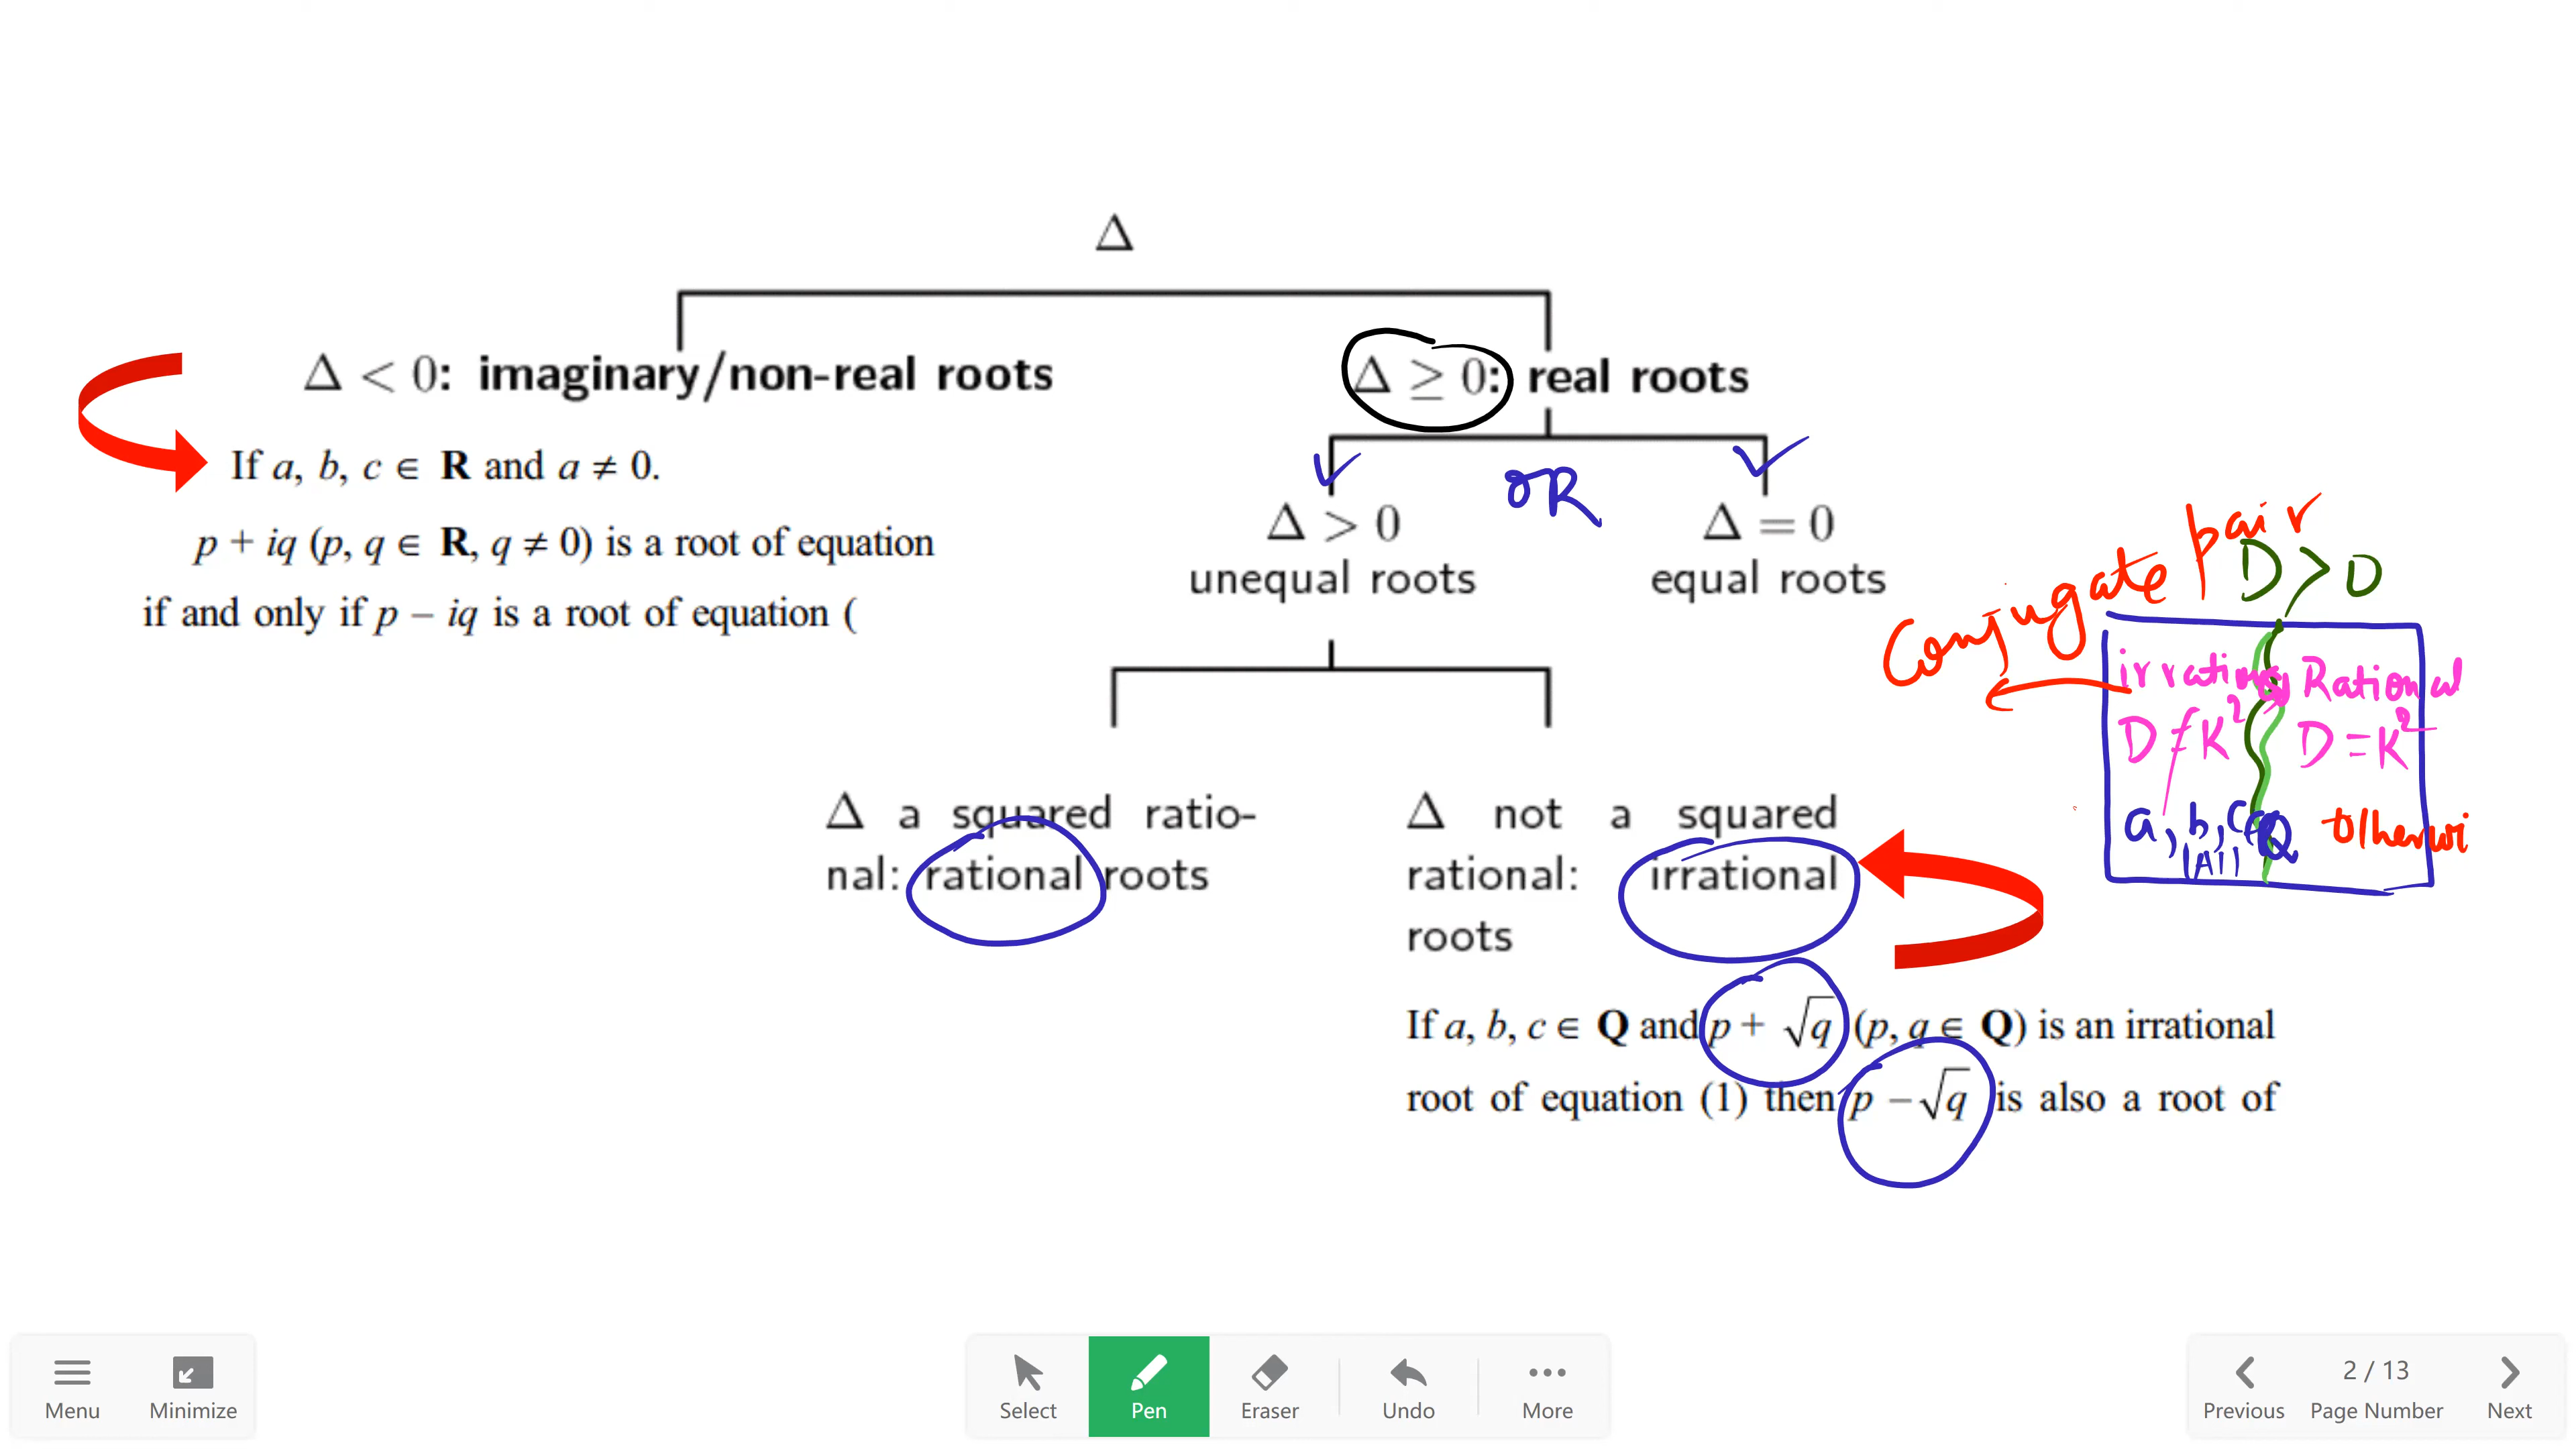 Δ
Δ < 0: imaginary/non-real roots
Δ ≥ 0: real roots
If a, b, c ∈ R and a ≠ 0.
p + iq (p, q ∈ R, q ≠ 0) is a root of equation
if and only if p – iq is a root of equation (
OR
Δ > 0
unequal roots
Δ = 0
equal roots
Conjugate pair
D > 0
irrational Rational
D ≠ K² D = K²
a, b, c ∈ Q
otherwi
Δ a squared ratio-
nal: rational roots
Δ not a squared
rational: irrational
roots
If a, b, c ∈ Q and p + √q (p, q ∈ Q) is an irrational
root of equation (1) then p – √q is also a root of
Menu
Minimize
Select
Pen
Eraser
Undo
More
2 / 13
Previous
Page Number
Next